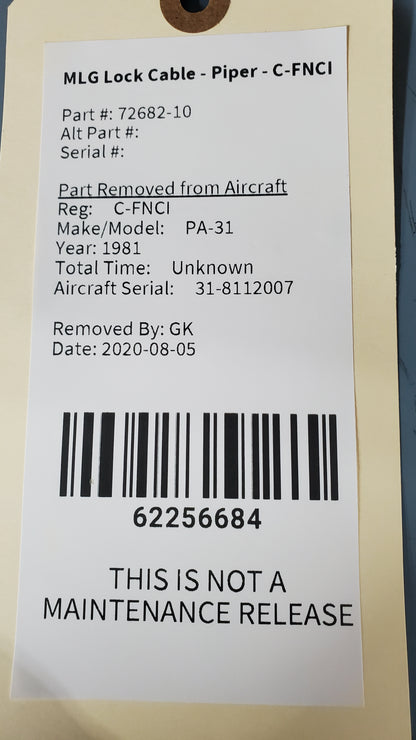 MLG Lock Cable - Piper - C-FNCI
Part #: 72682-10
Alt Part #:
Serial #:
Part Removed from Aircraft
Reg: C-FNCI
Make/Model: PA-31
Year: 1981
Total Time: Unknown
Aircraft Serial: 31-8112007
Removed By: GK
Date: 2020-08-05
62256684
THIS IS NOT A
MAINTENANCE RELEASE